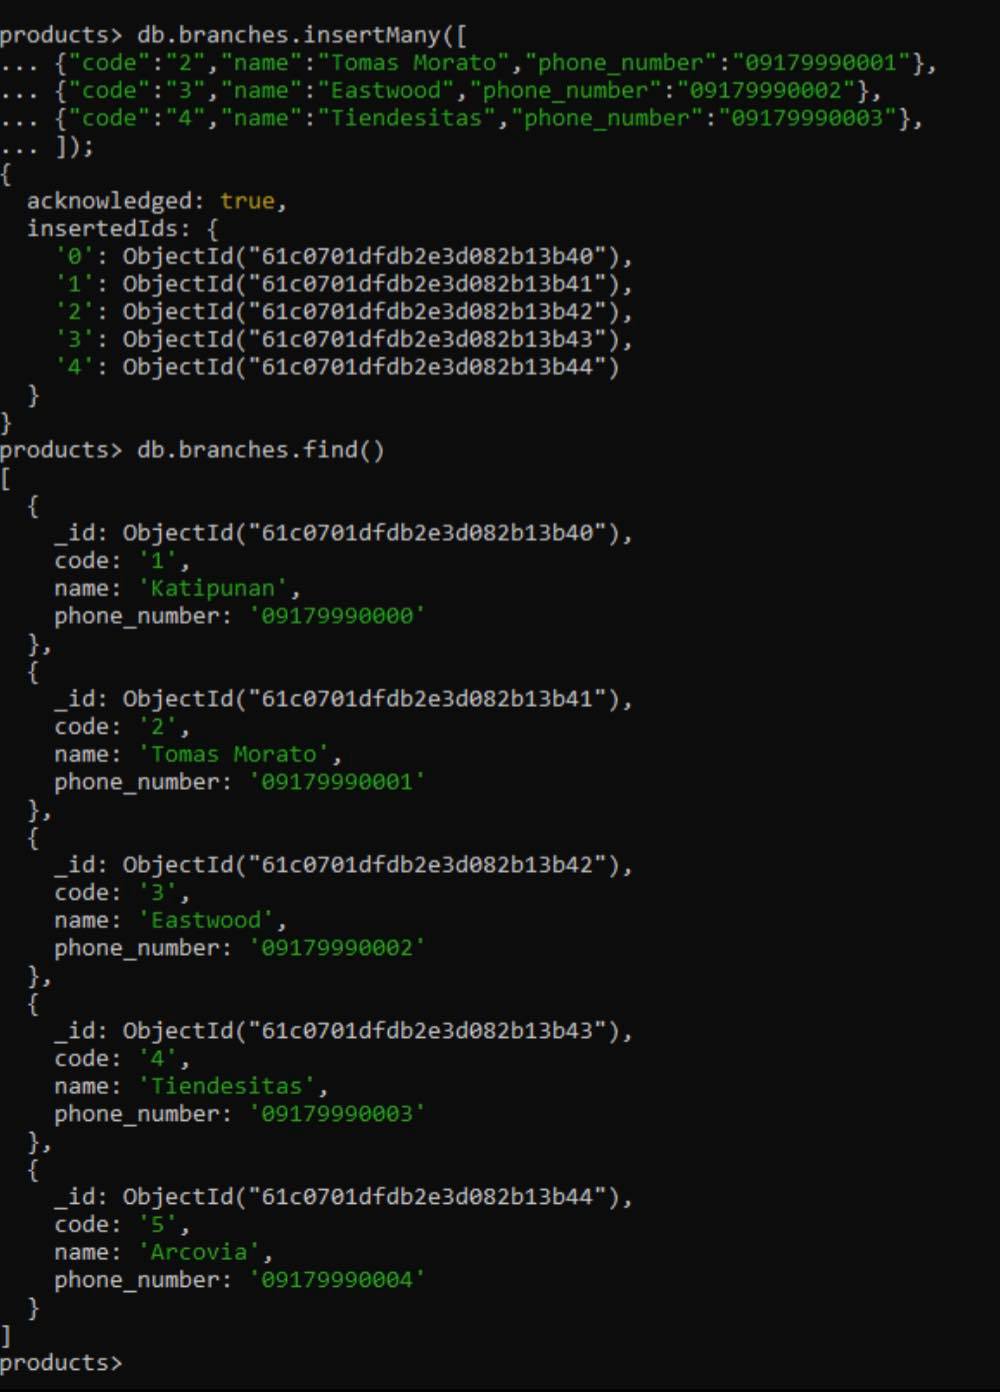 products> db.branches.insertMany([
... {"code":"2","name":"Tomas Morato","phone_number":"09179990001"},
... {"code":"3","name":"Eastwood","phone_number":"09179990002"},
... {"code":"4","name":"Tiendesitas","phone_number":"09179990003"},
... ]);
{
  acknowledged: true,
  insertedIds: {
    '0': ObjectId("61c0701dfdb2e3d082b13b40"),
    '1': ObjectId("61c0701dfdb2e3d082b13b41"),
    '2': ObjectId("61c0701dfdb2e3d082b13b42"),
    '3': ObjectId("61c0701dfdb2e3d082b13b43"),
    '4': ObjectId("61c0701dfdb2e3d082b13b44")
  }
}
products> db.branches.find()
[
  {
    _id: ObjectId("61c0701dfdb2e3d082b13b40"),
    code: '1',
    name: 'Katipunan',
    phone_number: '09179990000'
  },
  {
    _id: ObjectId("61c0701dfdb2e3d082b13b41"),
    code: '2',
    name: 'Tomas Morato',
    phone_number: '09179990001'
  },
  {
    _id: ObjectId("61c0701dfdb2e3d082b13b42"),
    code: '3',
    name: 'Eastwood',
    phone_number: '09179990002'
  },
  {
    _id: ObjectId("61c0701dfdb2e3d082b13b43"),
    code: '4',
    name: 'Tiendesitas',
    phone_number: '09179990003'
  },
  {
    _id: ObjectId("61c0701dfdb2e3d082b13b44"),
    code: '5',
    name: 'Arcovia',
    phone_number: '09179990004'
  }
]
products>